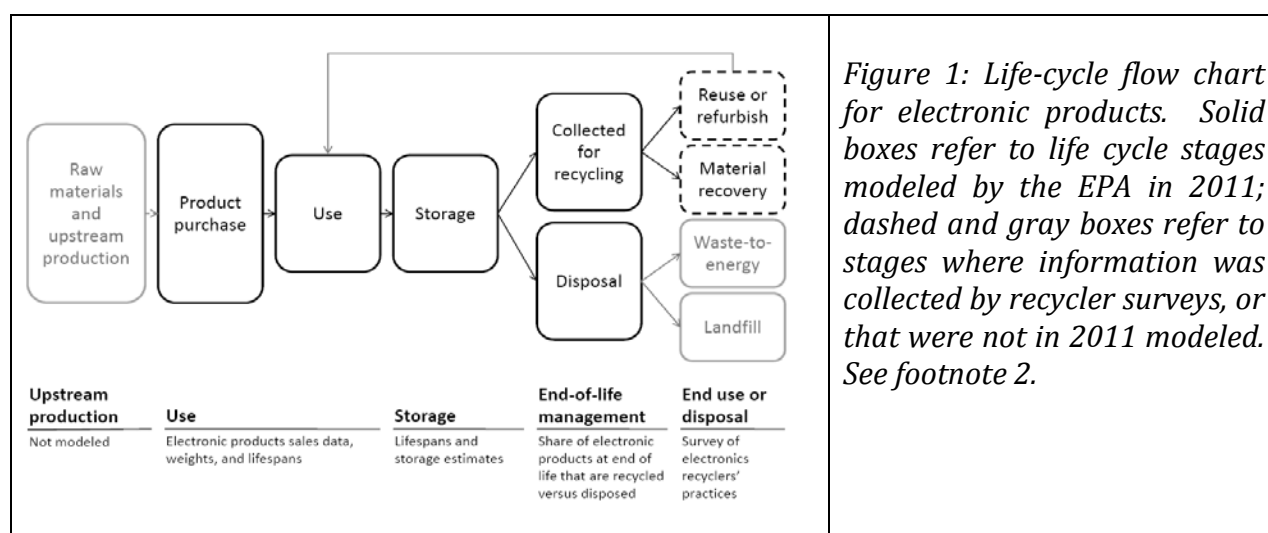 Raw
materials
and
upstream
production
Product
purchase
Use
Storage
Collected
for
recycling
Disposal
Reuse or
refurbish
Material
recovery
Waste-to-
energy
Landfill
Upstream
production
Not modeled
Use
Electronic products sales data,
weights, and lifespans
Storage
Lifespans and
storage estimates
End-of-life
management
Share of electronic
products at end of
life that are recycled
versus disposed
End use or
disposal
Survey of
electronics
recyclers’
practices
Figure 1: Life-cycle flow chart
for electronic products. Solid
boxes refer to life cycle stages
modeled by the EPA in 2011;
dashed and gray boxes refer to
stages where information was
collected by recycler surveys, or
that were not in 2011 modeled.
See footnote 2.